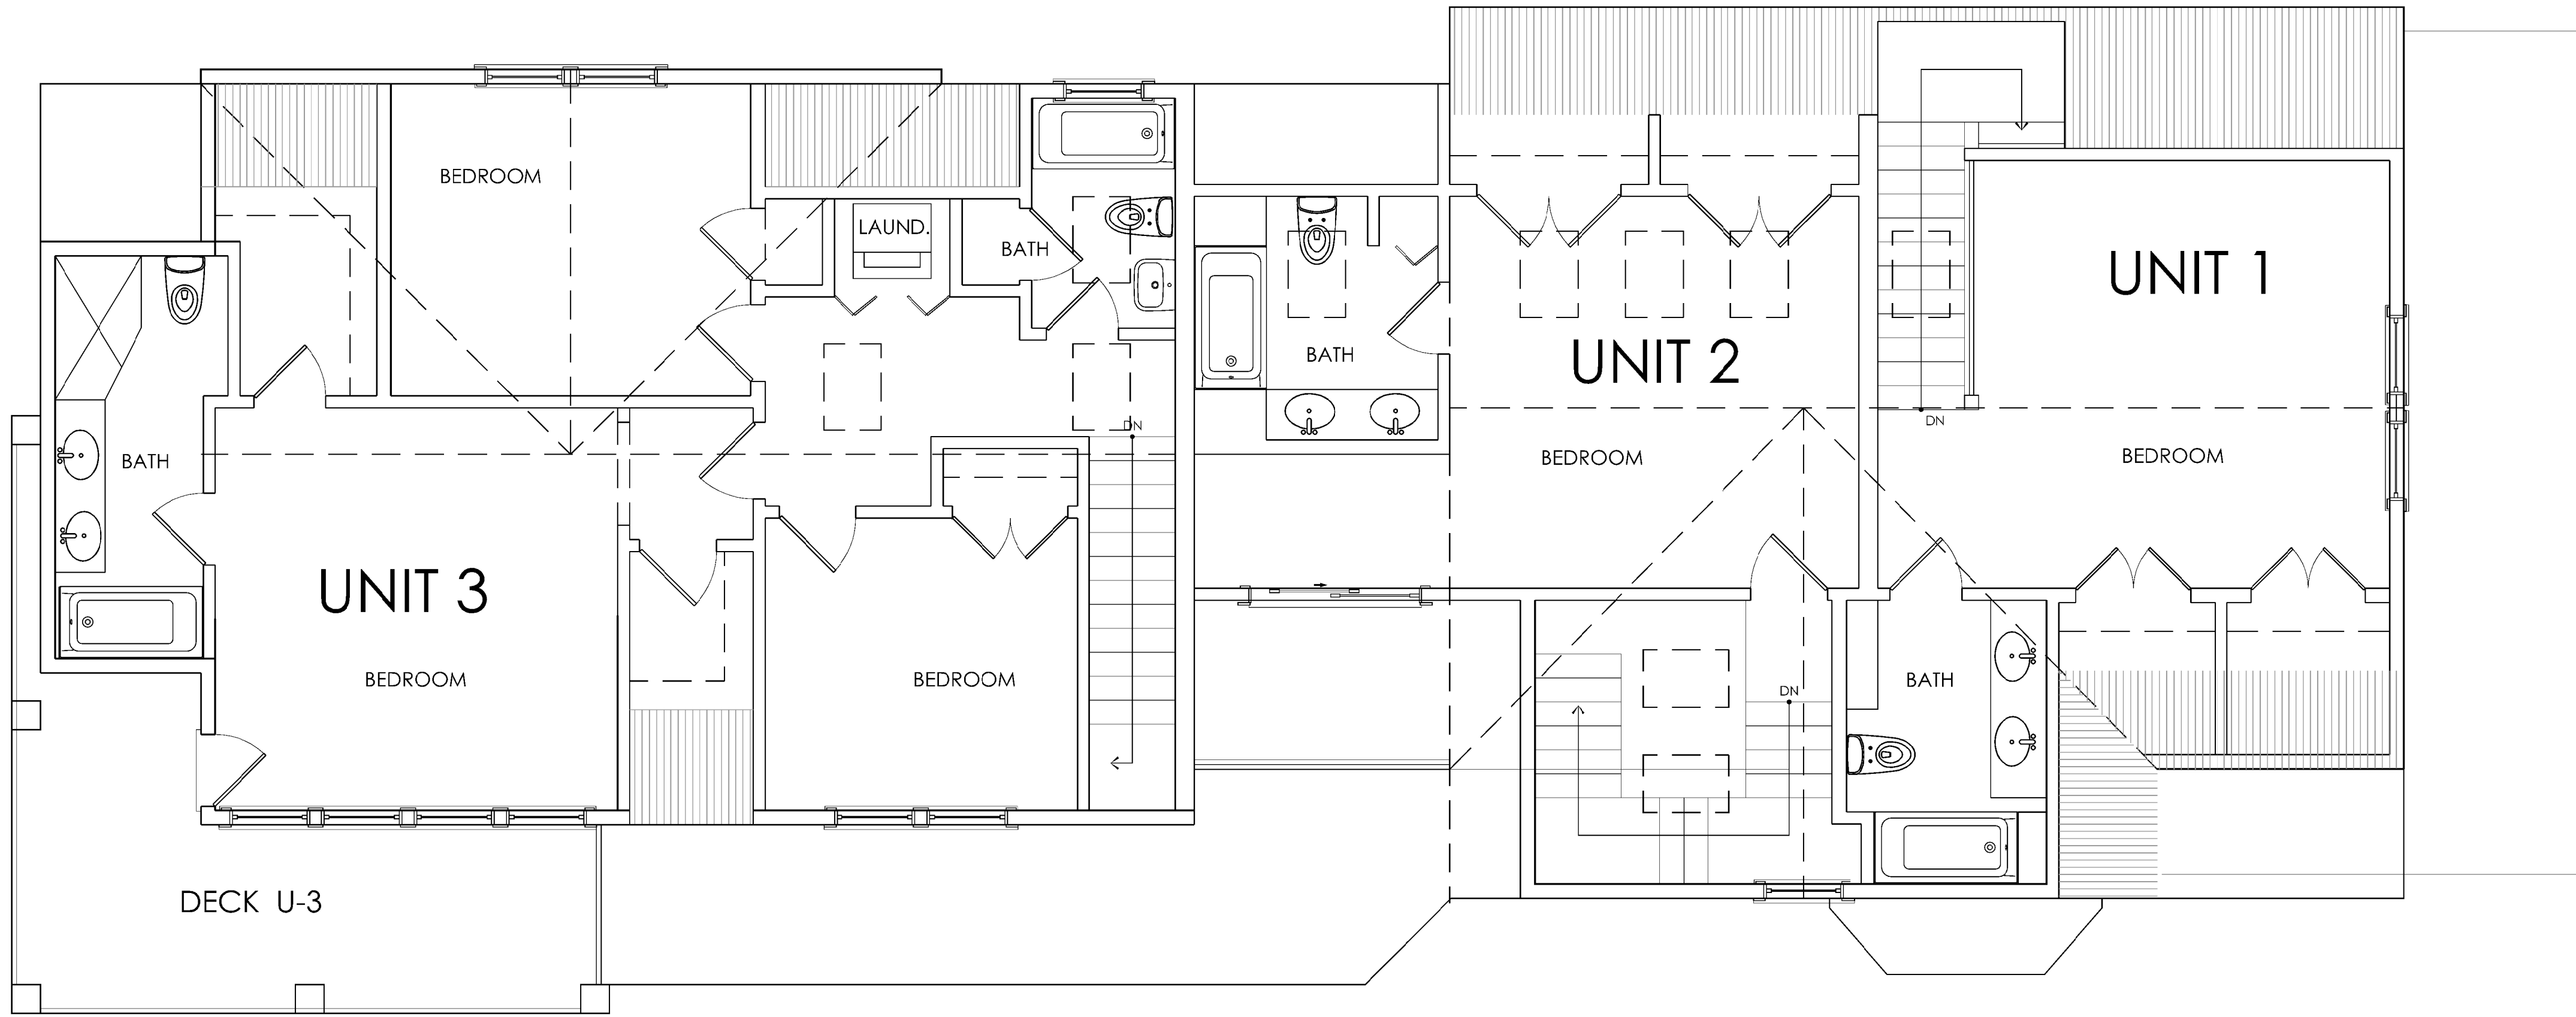 BEDROOM
LAUND.
BATH
BATH
UNIT 3
BEDROOM
BEDROOM
DN
DECK U-3
BATH
UNIT 2
BEDROOM
DN
UNIT 1
DN
BEDROOM
BATH